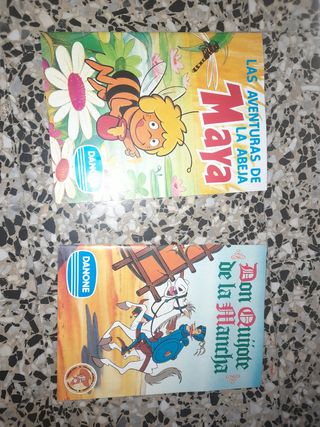 LAS AVENTURAS DE
LA ABEJA
Maya
DANONE
Don Quijote
de la Mancha
DANONE